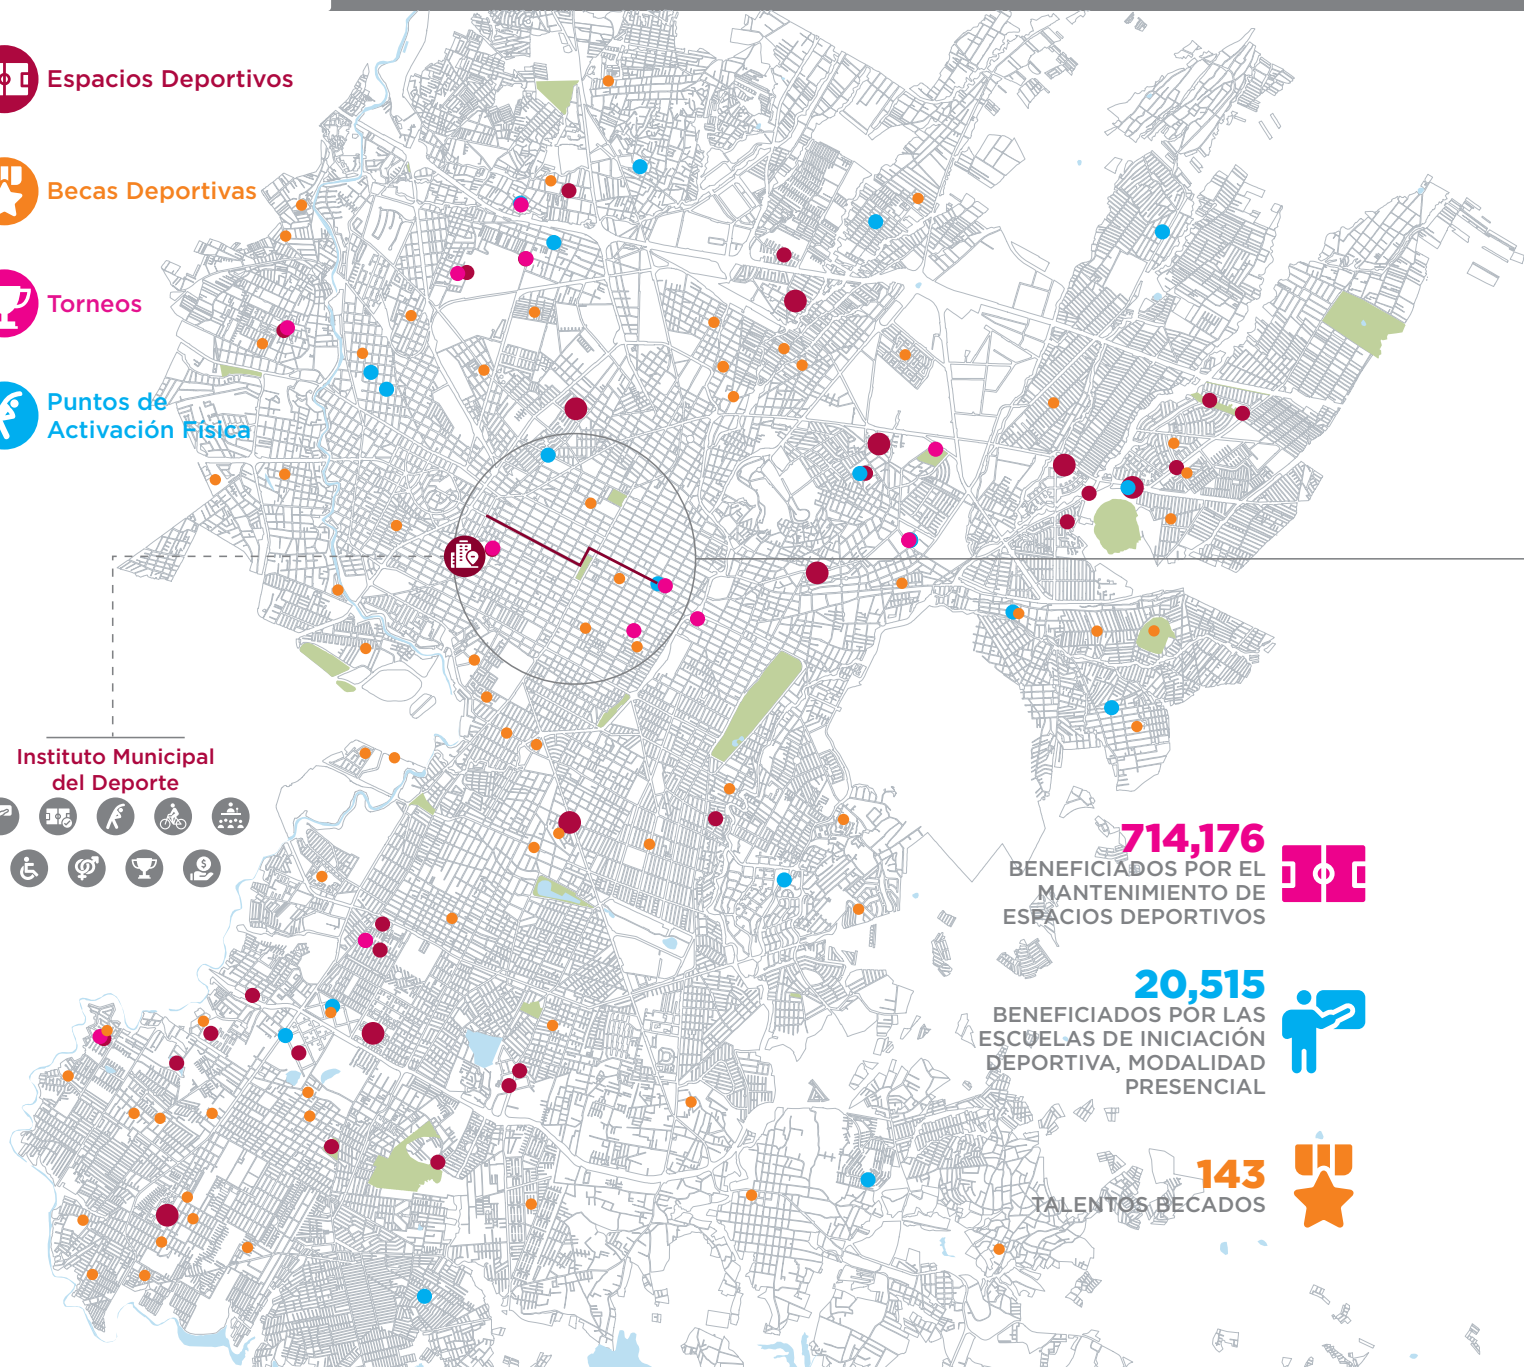 Espacios Deportivos
Becas Deportivas
Torneos
Puntos de
Activación Física
Instituto Municipal
del Deporte
714,176
BENEFICIADOS POR EL
MANTENIMIENTO DE
ESPACIOS DEPORTIVOS
20,515
BENEFICIADOS POR LAS
ESCUELAS DE INICIACIÓN
DEPORTIVA, MODALIDAD
PRESENCIAL
143
TALENTOS BECADOS